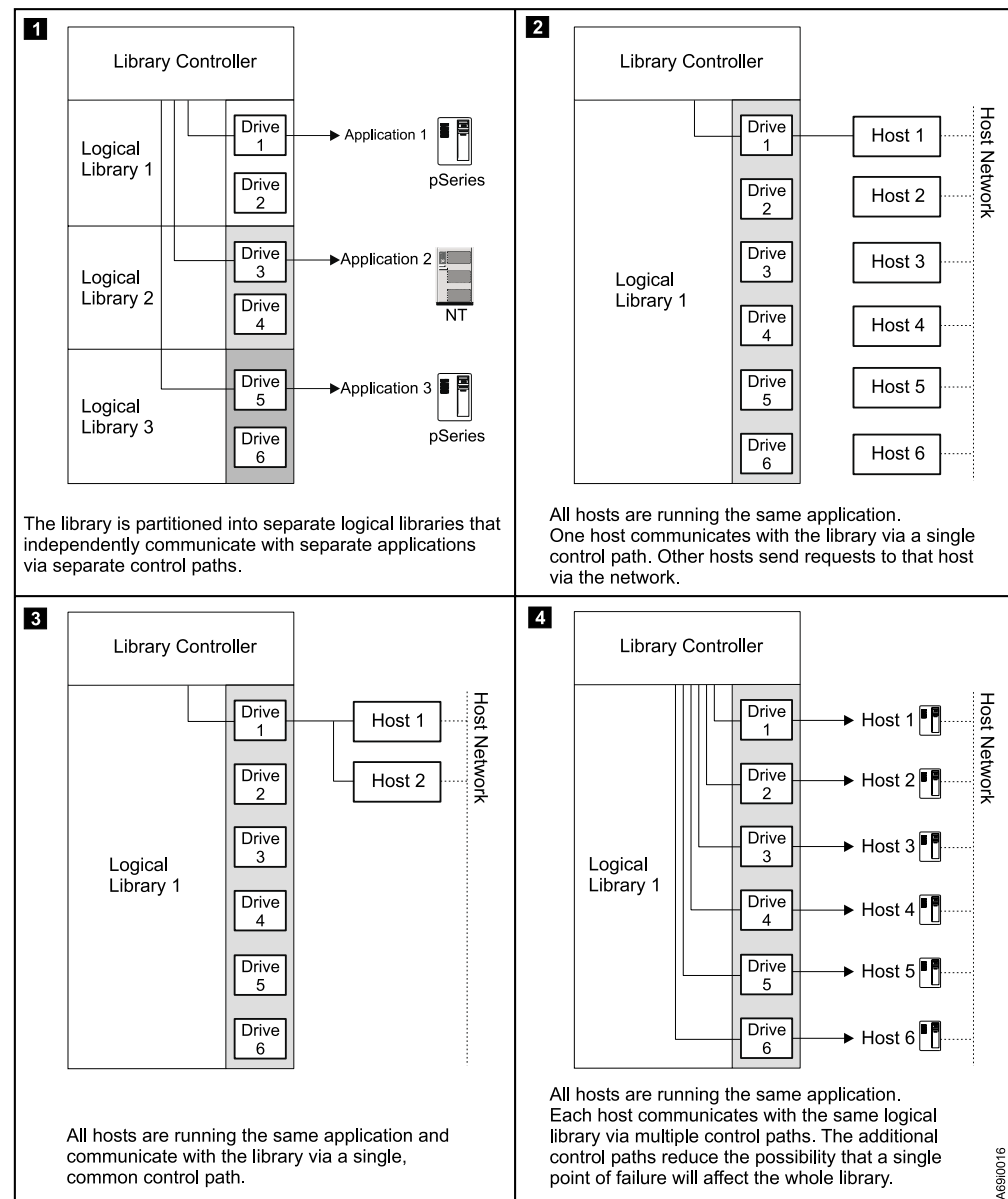 1
Library Controller
Logical
Library 1
Drive
1
Application 1
pSeries
Drive
2
Logical
Library 2
Drive
3
Application 2
NT
Drive
4
Logical
Library 3
Drive
5
Application 3
pSeries
Drive
6
The library is partitioned into separate logical libraries that
independently communicate with separate applications
via separate control paths.
2
Library Controller
Logical
Library 1
Drive
1
Host 1
Drive
2
Host 2
Drive
3
Host 3
Drive
4
Host 4
Drive
5
Host 5
Drive
6
Host 6
Host Network
All hosts are running the same application.
One host communicates with the library via a single
control path. Other hosts send requests to that host
via the network.
3
Library Controller
Logical
Library 1
Drive
1
Host 1
Drive
2
Host 2
Drive
3
Drive
4
Drive
5
Drive
6
Host Network
All hosts are running the same application and
communicate with the library via a single,
common control path.
4
Library Controller
Logical
Library 1
Drive
1
Host 1
Drive
2
Host 2
Drive
3
Host 3
Drive
4
Host 4
Drive
5
Host 5
Drive
6
Host 6
Host Network
All hosts are running the same application.
Each host communicates with the same logical
library via multiple control paths. The additional
control paths reduce the possibility that a single
point of failure will affect the whole library.
A69i0016